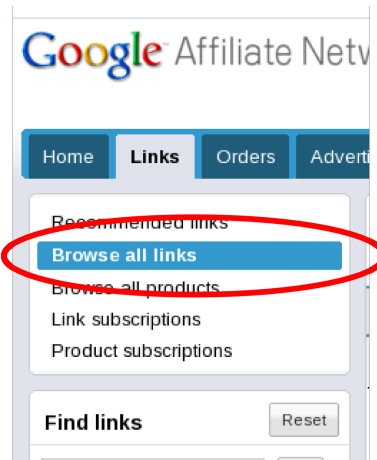 Google Affiliate Netw
Home Links Orders Adverti
Recommended links
Browse all links
Browse all products
Link subscriptions
Product subscriptions
Find links Reset